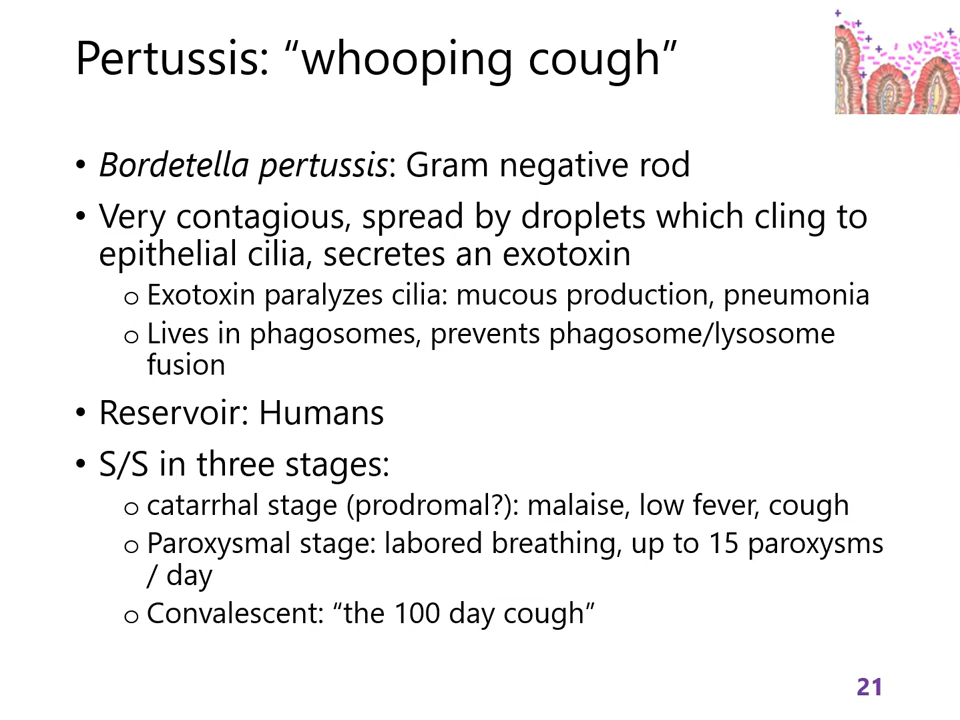 Pertussis: “whooping cough”
• Bordetella pertussis: Gram negative rod
• Very contagious, spread by droplets which cling to
epithelial cilia, secretes an exotoxin
o Exotoxin paralyzes cilia: mucous production, pneumonia
o Lives in phagosomes, prevents phagosome/lysosome
fusion
• Reservoir: Humans
• S/S in three stages:
o catarrhal stage (prodromal?): malaise, low fever, cough
o Paroxysmal stage: labored breathing, up to 15 paroxysms
/ day
o Convalescent: “the 100 day cough”
21